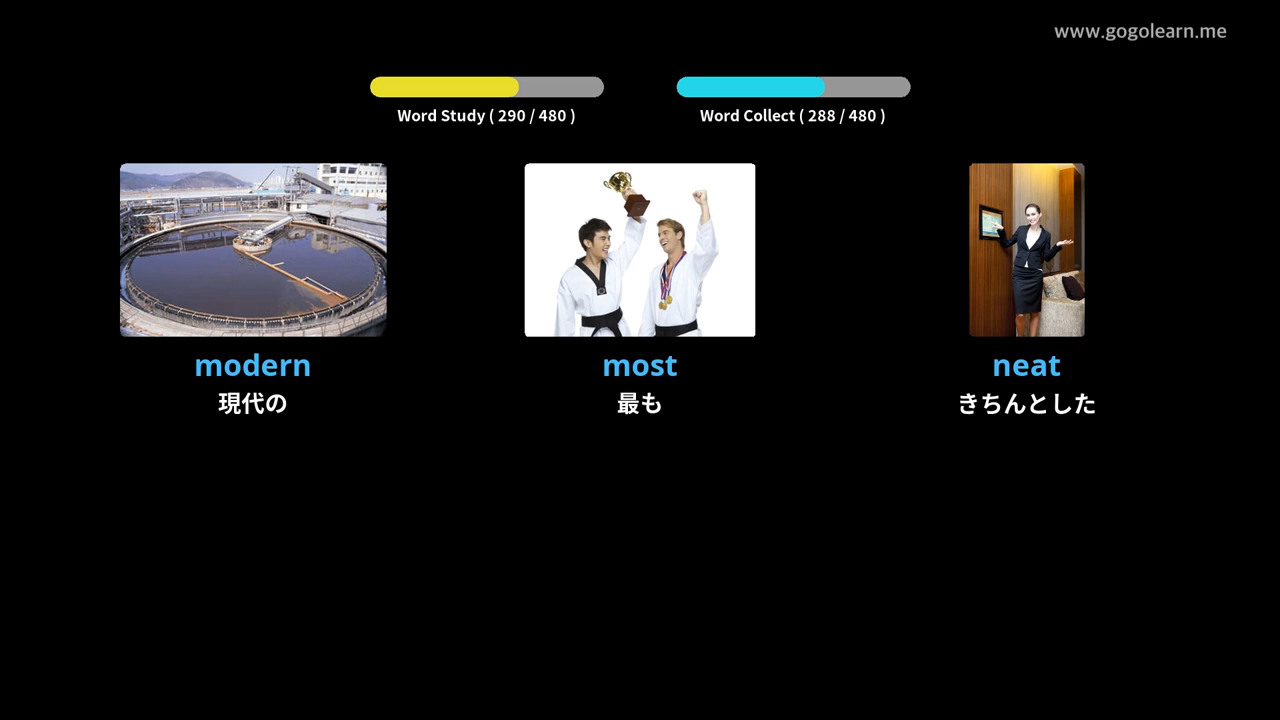 www.gogolearn.me
Word Study ( 290 / 480 )
Word Collect ( 288 / 480 )
modern
現代の
most
最も
neat
きちんとした